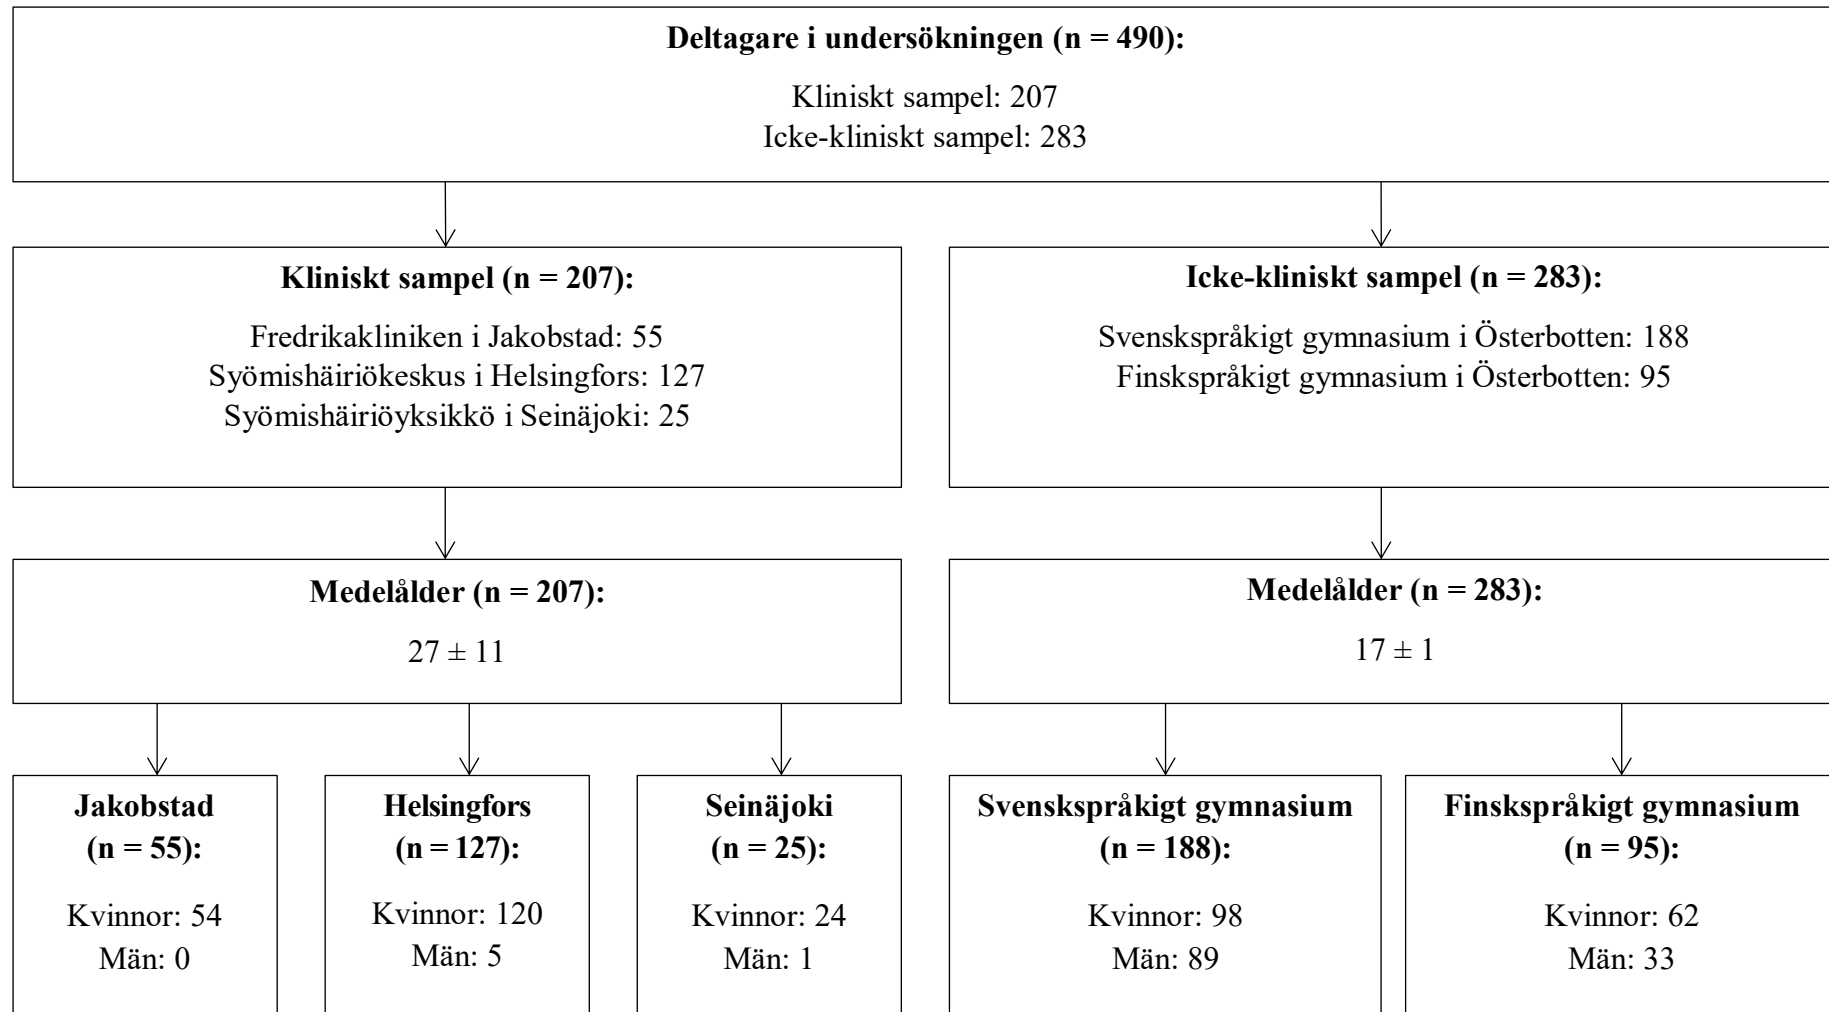 Deltagare i undersökningen (n = 490):
Kliniskt sampel: 207
Icke-kliniskt sampel: 283
Kliniskt sampel (n = 207):
Fredrikakliniken i Jakobstad: 55
Syömishäiriökeskus i Helsingfors: 127
Syömishäiriöyksikkö i Seinäjoki: 25
Icke-kliniskt sampel (n = 283):
Svenskspråkigt gymnasium i Österbotten: 188
Finskspråkigt gymnasium i Österbotten: 95
Medelålder (n = 207):
27 ± 11
Medelålder (n = 283):
17 ± 1
Jakobstad
(n = 55):
Kvinnor: 54
Män: 0
Helsingfors
(n = 127):
Kvinnor: 120
Män: 5
Seinäjoki
(n = 25):
Kvinnor: 24
Män: 1
Svenskspråkigt gymnasium
(n = 188):
Kvinnor: 98
Män: 89
Finskspråkigt gymnasium
(n = 95):
Kvinnor: 62
Män: 33